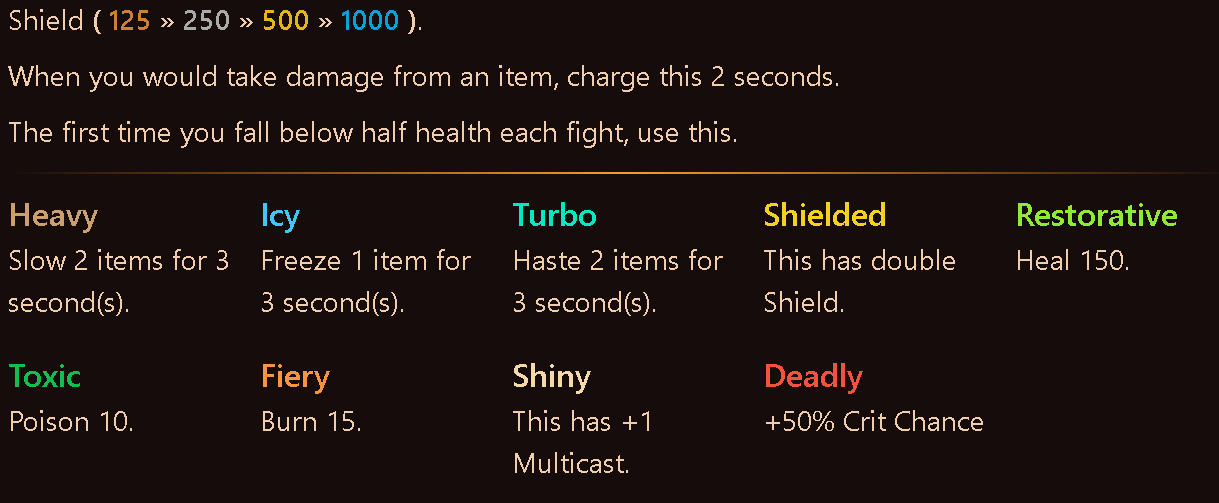 Shield ( 125 » 250 » 500 » 1000 ).
When you would take damage from an item, charge this 2 seconds.
The first time you fall below half health each fight, use this.
Heavy
Slow 2 items for 3
second(s).
Icy
Freeze 1 item for
3 second(s).
Turbo
Haste 2 items for
3 second(s).
Shielded
This has double
Shield.
Restorative
Heal 150.
Toxic
Poison 10.
Fiery
Burn 15.
Shiny
This has +1
Multicast.
Deadly
+50% Crit Chance